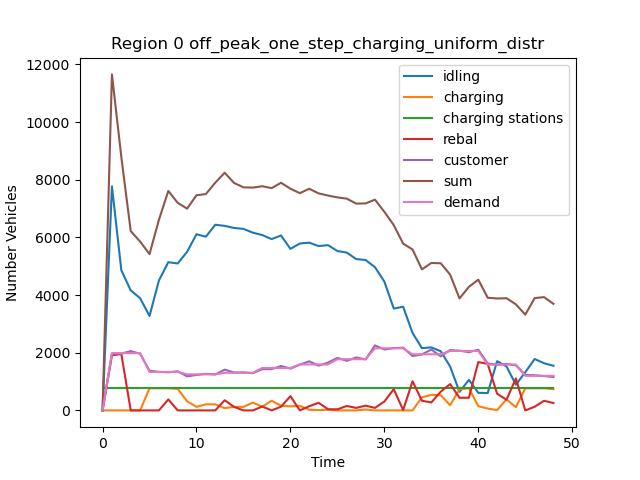 Region 0 off_peak_one_step_charging_uniform_distr
12000
10000
8000
6000
4000
2000
0
Number Vehicles
idling
charging
charging stations
rebal
customer
sum
demand
0 10 20 30 40 50
Time